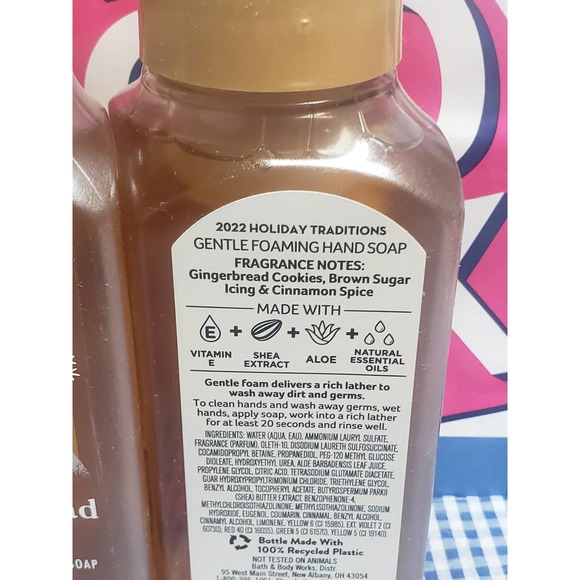 2022 HOLIDAY TRADITIONS
GENTLE FOAMING HAND SOAP
FRAGRANCE NOTES:
Gingerbread Cookies, Brown Sugar
Icing & Cinnamon Spice
MADE WITH
E + + +
VITAMIN E SHEA EXTRACT ALOE NATURAL ESSENTIAL OILS
Gentle foam delivers a rich lather to
wash away dirt and germs.
To clean hands and wash away germs, wet
hands, apply soap, work into a rich lather
for at least 20 seconds and rinse well.
INGREDIENTS: WATER (AQUA, EAU), AMMONIUM LAURYL SULFATE,
FRAGRANCE (PARFUM), OLETH-10, DISODIUM LAURETH SULFOSUCCINATE,
COCAMIDOPROPYL BETAINE, PROPANEDIOL, PEG-120 METHYL GLUCOSE
DIOLEATE, HYDROXYETHYL UREA, ALOE BARBADENSIS LEAF JUICE,
PROPYLENE GLYCOL, CITRIC ACID, TETRASODIUM GLUTAMATE DIACETATE,
GUAR HYDROXYPROPYLTRIMONIUM CHLORIDE, TRIETHYLENE GLYCOL,
BENZYL ALCOHOL, TOCOPHERYL ACETATE, BUTYROSPERMUM PARKII
(SHEA) BUTTER EXTRACT, BENZOPHENONE-4,
METHYLCHLOROISOTHIAZOLINONE, METHYLISOTHIAZOLINONE, SODIUM
HYDROXIDE, EUGENOL, COUMARIN, CINNAMAL, BENZYL ALCOHOL,
CINNAMYL ALCOHOL, LIMONENE, YELLOW 6 (CI 15985), EXT. VIOLET 2 (CI
60730), RED 40 (CI 16035), GREEN 5 (CI 61570), YELLOW 5 (CI 19140).
Bottle Made With
100% Recycled Plastic
NOT TESTED ON ANIMALS
Bath & Body Works, Distr.
95 West Main Street, New Albany, OH 43054
SOAP